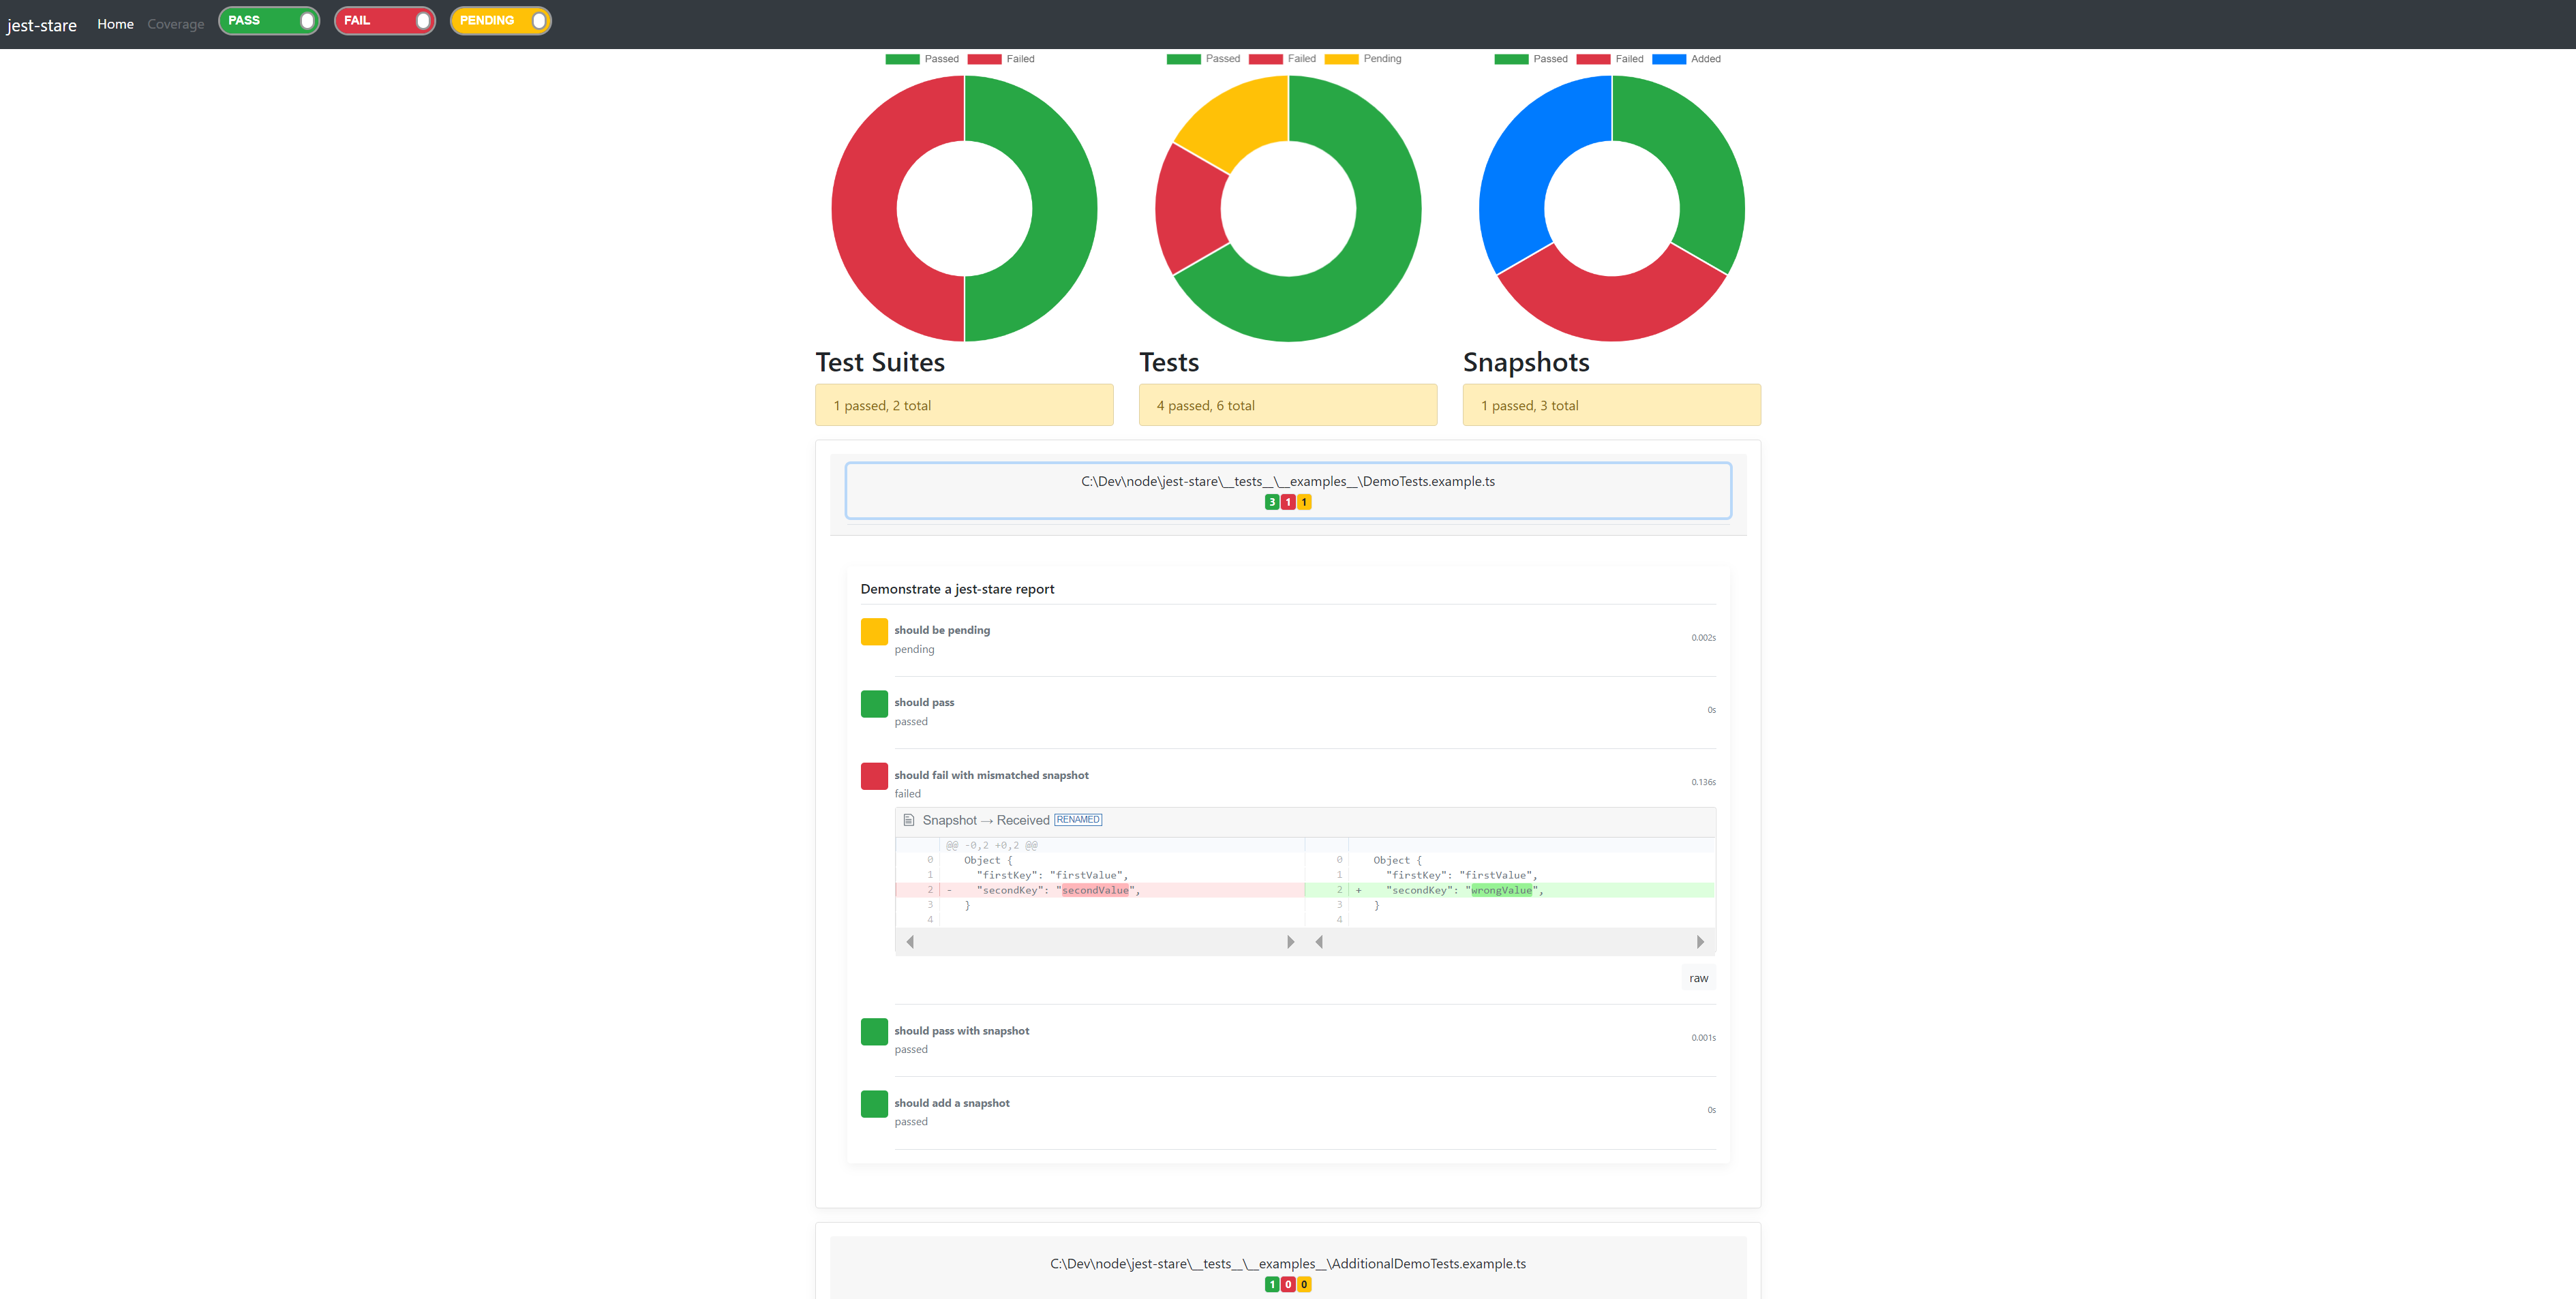 jest-stare Home Coverage PASS FAIL PENDING
Passed Failed
Passed Failed Pending
Passed Failed Added
Test Suites
1 passed, 2 total
Tests
4 passed, 6 total
Snapshots
1 passed, 3 total
C:\Dev\node\jest-stare\__tests__\__examples__\DemoTests.example.ts
3 1 1
Demonstrate a jest-stare report
should be pending
0.002s
pending
should pass
0s
passed
should fail with mismatched snapshot
0.136s
failed
Snapshot → Received RENAMED
@@ -0,2 +0,2 @@
0 Object {
1 "firstKey": "firstValue",
2 - "secondKey": "secondValue",
3 }
4
0 Object {
1 "firstKey": "firstValue",
2 + "secondKey": "wrongValue",
3 }
4
raw
should pass with snapshot
0.001s
passed
should add a snapshot
0s
passed
C:\Dev\node\jest-stare\__tests__\__examples__\AdditionalDemoTests.example.ts
1 0 0